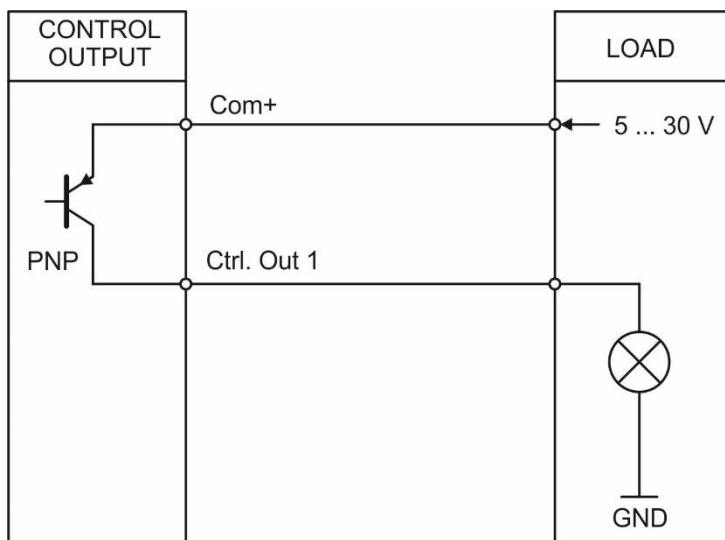 CONTROL
OUTPUT
LOAD
Com+
5 ... 30 V
PNP
Ctrl. Out 1
GND